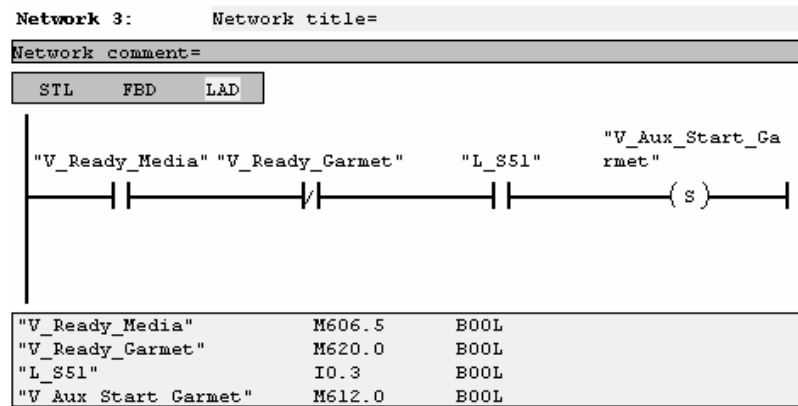 Network 3: Network title=
Network comment=
STL FBD LAD
"V_Aux_Start_Ga
"V_Ready_Media" "V_Ready_Garmet" "L_S51" rmet"
( s )
"V_Ready_Media" M606.5 BOOL
"V_Ready_Garmet" M620.0 BOOL
"L_S51" I0.3 BOOL
"V_Aux_Start_Garmet" M612.0 BOOL